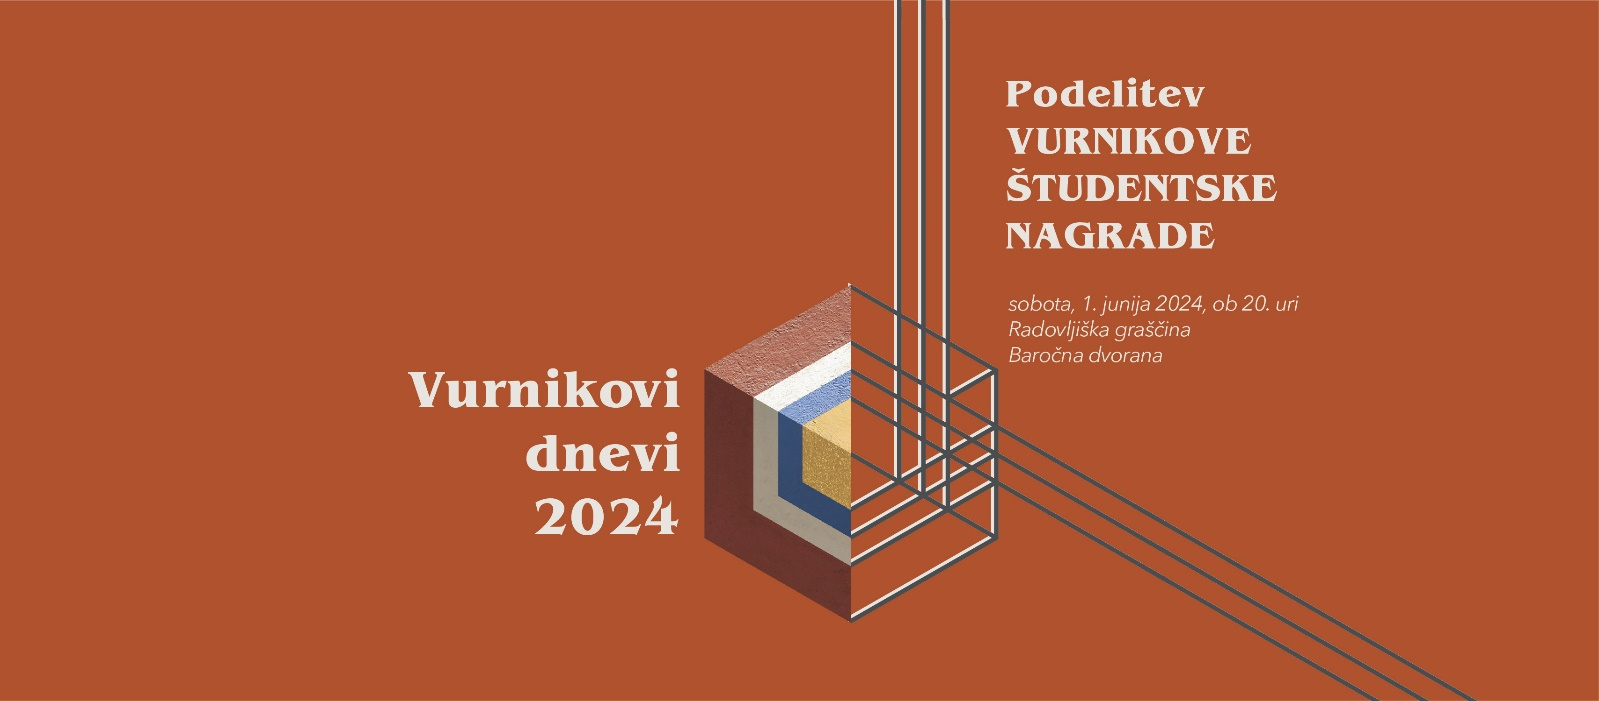 Vurnikovi
dnevi
2024
Podelitev
VURNIKOVE
ŠTUDENTSKE
NAGRADE
sobota, 1. junija 2024, ob 20. uri
Radovljiška graščina
Baročna dvorana